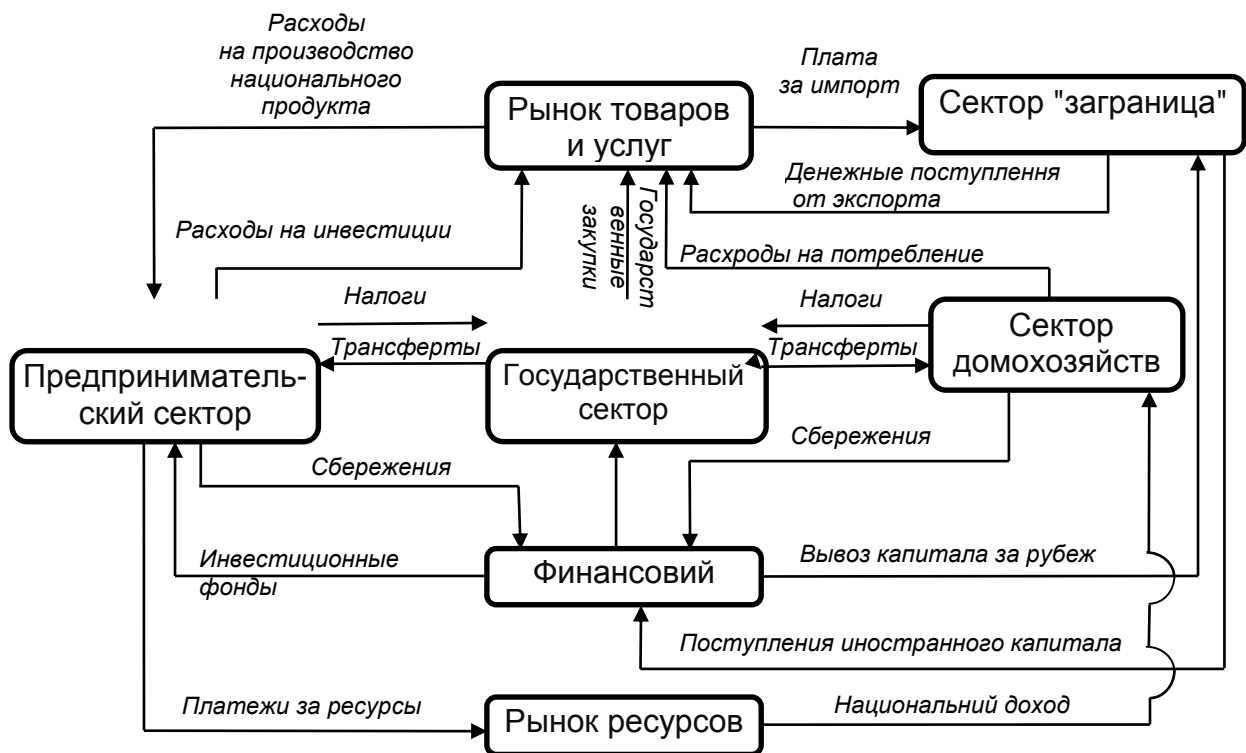 Расходы
на производство
национального
продукта
Плата
за импорт
Рынок товаров
и услуг
Сектор "заграница"
Денежные поступлення
от экспорта
Расходы на инвестиции
Государст
венные
закупки
Расхроды на потребление
Налоги
Налоги
Трансферты
Трансферты
Сектор
домохозяйств
Предприниматель-
ский сектор
Государственный
сектор
Сбережения
Сбережения
Инвестиционные
фонды
Финансовий
Вывоз капитала за рубеж
Поступления иностранного капитала
Платежи за ресурсы
Рынок ресурсов
Национальний доход